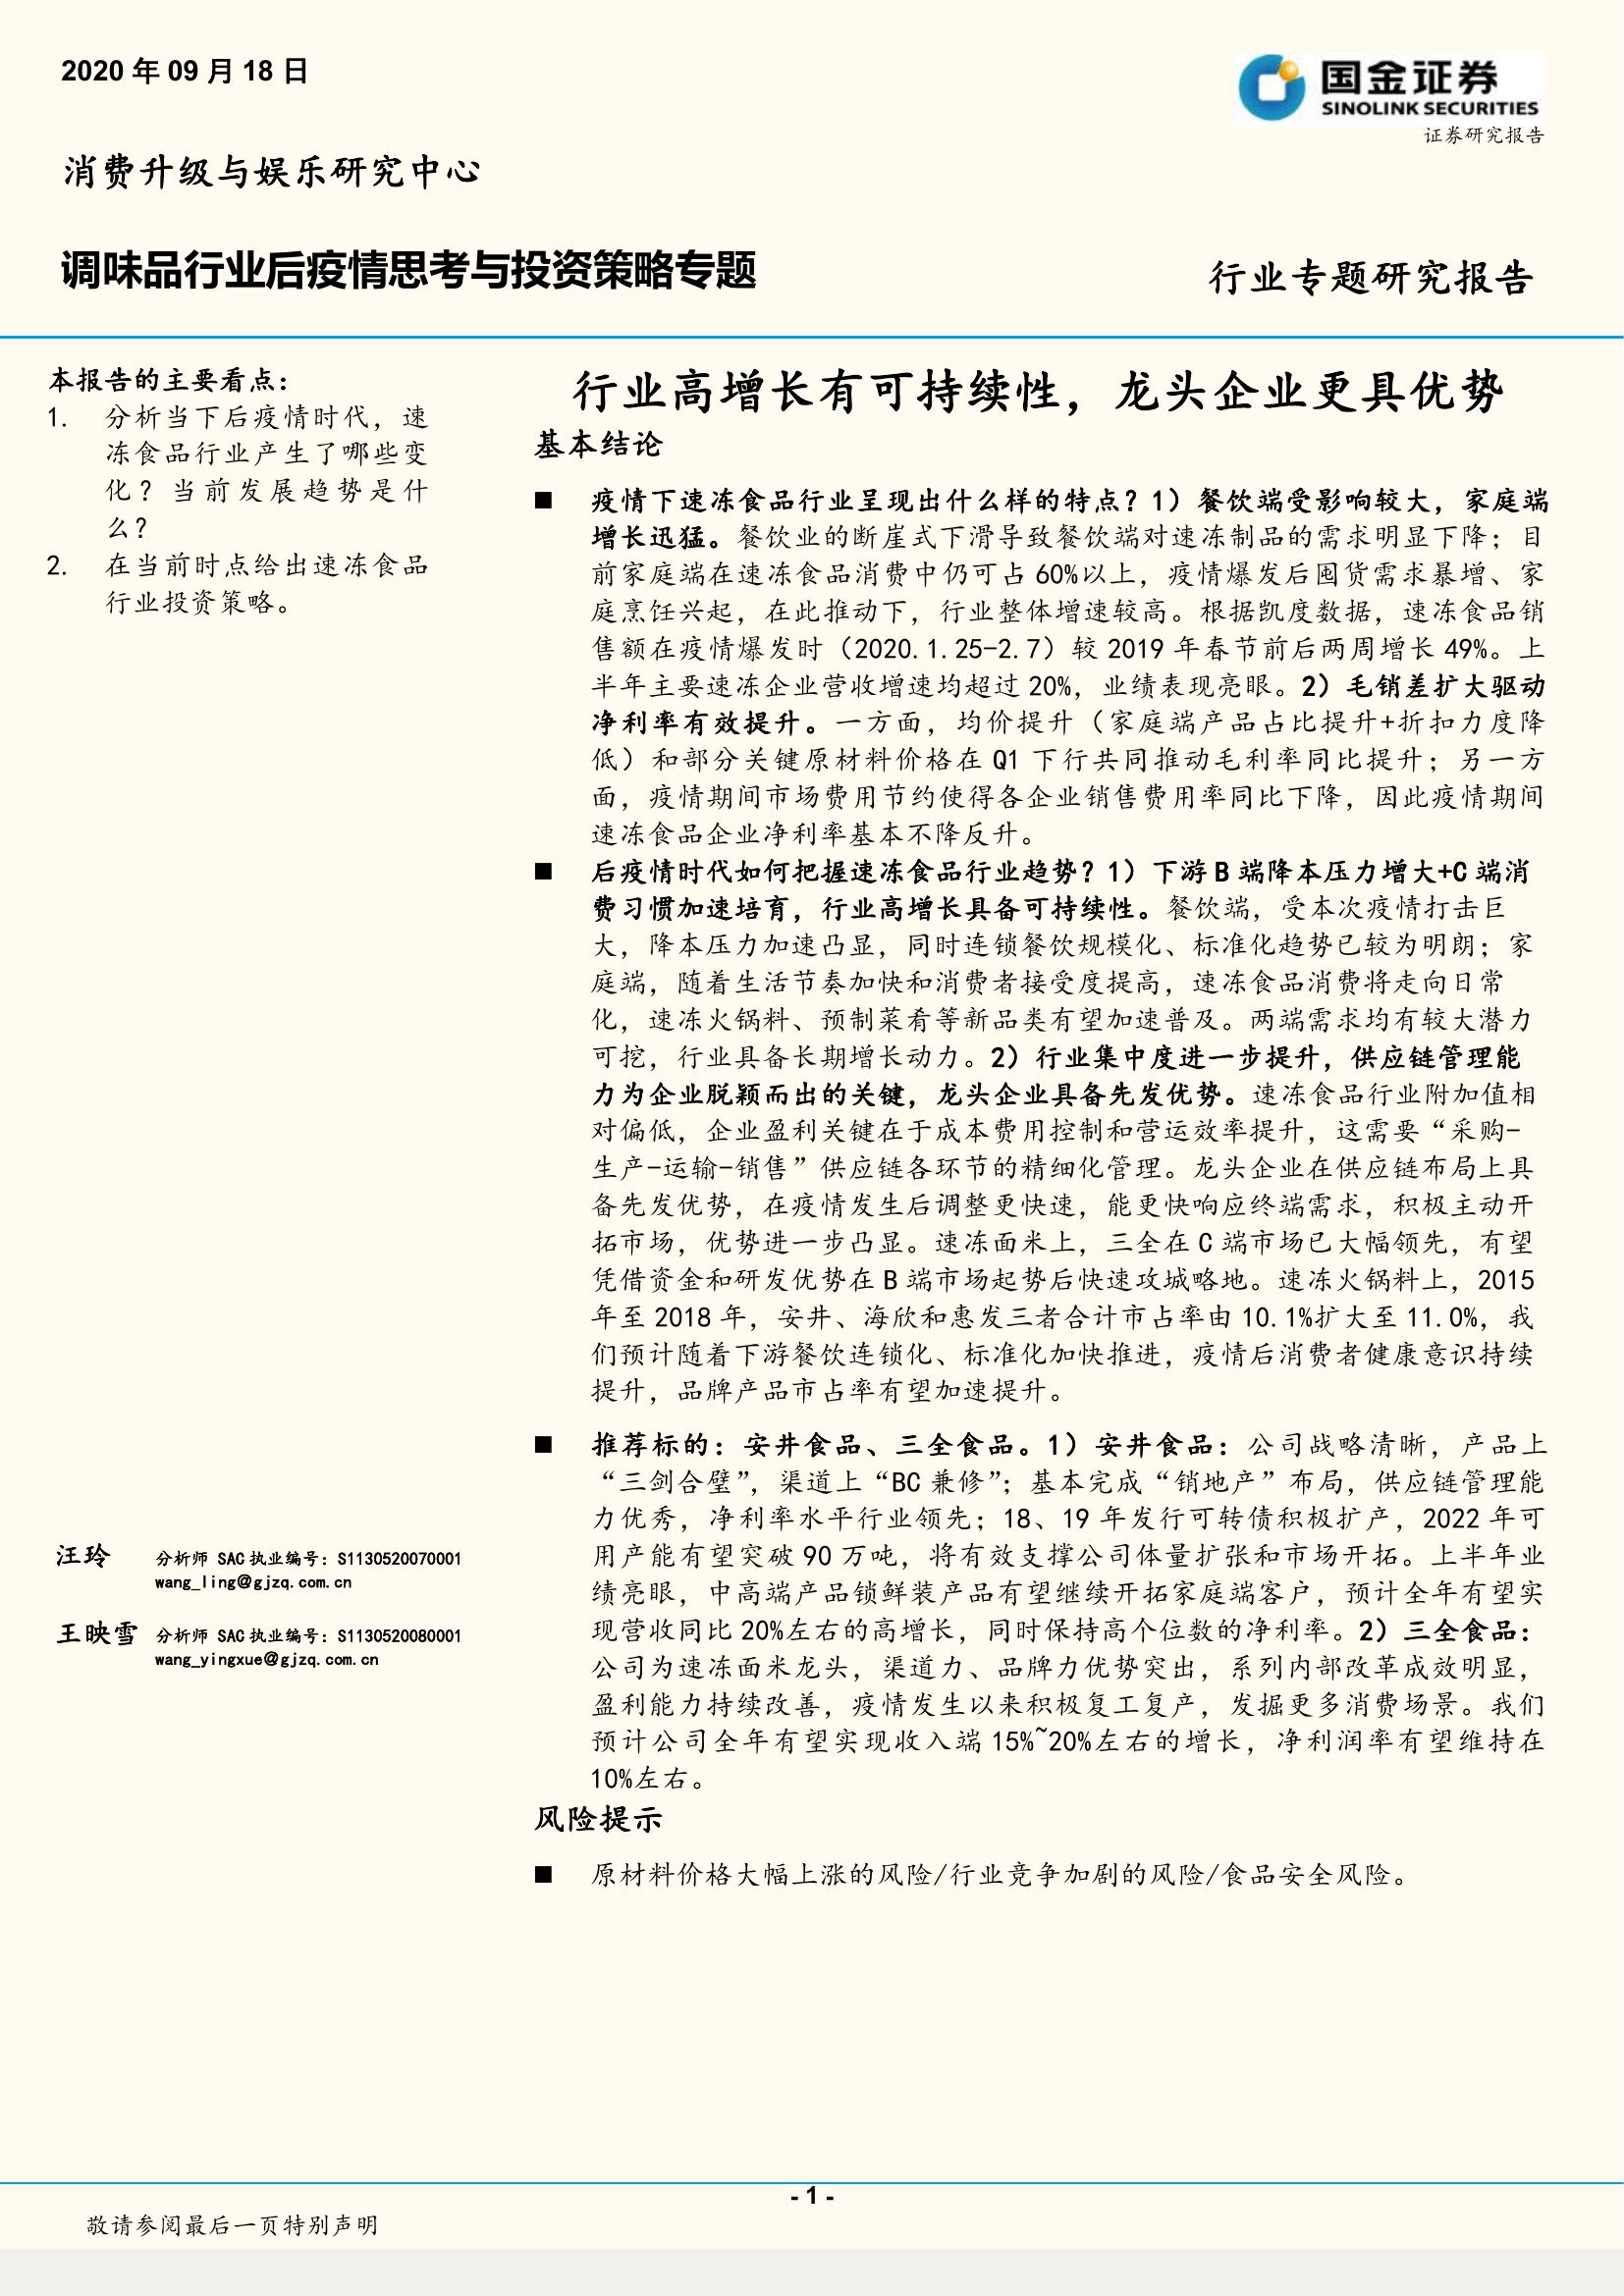 2020 年 09 月 18 日
国金证券
SINOLINK SECURITIES
证券研究报告
消费升级与娱乐研究中心
调味品行业后疫情思考与投资策略专题
行业专题研究报告
本报告的主要看点：
1. 分析当下后疫情时代，速
冻食品行业产生了哪些变
化？当前发展趋势是什
么？
2. 在当前时点给出速冻食品
行业投资策略。
汪玲 分析师 SAC 执业编号：S1130520070001
wang_ling@gjzq.com.cn
王映雪 分析师 SAC 执业编号：S1130520080001
wang_yingxue@gjzq.com.cn
行业高增长有可持续性，龙头企业更具优势
基本结论
■ 疫情下速冻食品行业呈现出什么样的特点？1）餐饮端受影响较大，家庭端
增长迅猛。餐饮业的断崖式下滑导致餐饮端对速冻制品的需求明显下降；目
前家庭端在速冻食品消费中仍可占 60%以上，疫情爆发后囤货需求暴增、家
庭烹饪兴起，在此推动下，行业整体增速较高。根据凯度数据，速冻食品销
售额在疫情爆发时（2020.1.25-2.7）较 2019 年春节前后两周增长 49%。上
半年主要速冻企业营收增速均超过 20%，业绩表现亮眼。2）毛销差扩大驱动
净利率有效提升。一方面，均价提升（家庭端产品占比提升+折扣力度降
低）和部分关键原材料价格在 Q1 下行共同推动毛利率同比提升；另一方
面，疫情期间市场费用节约使得各企业销售费用率同比下降，因此疫情期间
速冻食品企业净利率基本不降反升。
■ 后疫情时代如何把握速冻食品行业趋势？1）下游 B 端降本压力增大+C 端消
费习惯加速培育，行业高增长具备可持续性。餐饮端，受本次疫情打击巨
大，降本压力加速凸显，同时连锁餐饮规模化、标准化趋势已较为明朗；家
庭端，随着生活节奏加快和消费者接受度提高，速冻食品消费将走向日常
化，速冻火锅料、预制菜肴等新品类有望加速普及。两端需求均有较大潜力
可挖，行业具备长期增长动力。2）行业集中度进一步提升，供应链管理能
力为企业脱颖而出的关键，龙头企业具备先发优势。速冻食品行业附加值相
对偏低，企业盈利关键在于成本费用控制和营运效率提升，这需要“采购-
生产-运输-销售”供应链各环节的精细化管理。龙头企业在供应链布局上具
备先发优势，在疫情发生后调整更快速，能更快响应终端需求，积极主动开
拓市场，优势进一步凸显。速冻面米上，三全在 C 端市场已大幅领先，有望
凭借资金和研发优势在 B 端市场起势后快速攻城略地。速冻火锅料上，2015
年至 2018 年，安井、海欣和惠发三者合计市占率由 10.1%扩大至 11.0%，我
们预计随着下游餐饮连锁化、标准化加快推进，疫情后消费者健康意识持续
提升，品牌产品市占率有望加速提升。
■ 推荐标的：安井食品、三全食品。1）安井食品：公司战略清晰，产品上
“三剑合璧”，渠道上“BC 兼修”；基本完成“销地产”布局，供应链管理能
力优秀，净利率水平行业领先；18、19 年发行可转债积极扩产，2022 年可
用产能有望突破 90 万吨，将有效支撑公司体量扩张和市场开拓。上半年业
绩亮眼，中高端产品锁鲜装产品有望继续开拓家庭端客户，预计全年有望实
现营收同比 20%左右的高增长，同时保持高个位数的净利率。2）三全食品：
公司为速冻面米龙头，渠道力、品牌力优势突出，系列内部改革成效明显，
盈利能力持续改善，疫情发生以来积极复工复产，发掘更多消费场景。我们
预计公司全年有望实现收入端 15%~20%左右的增长，净利润率有望维持在
10%左右。
风险提示
■ 原材料价格大幅上涨的风险/行业竞争加剧的风险/食品安全风险。
- 1 -
敬请参阅最后一页特别声明